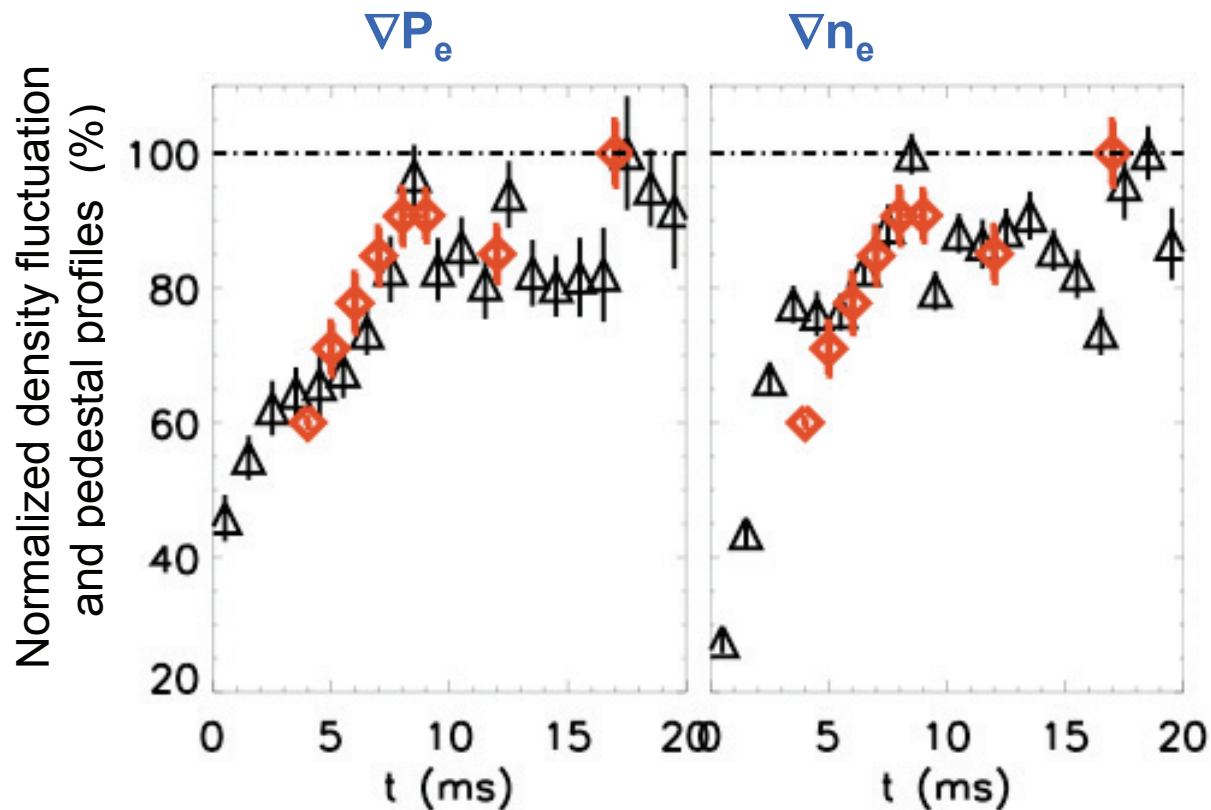 ∇Pe
∇ne
Normalized density fluctuation
and pedestal profiles (%)
100
80
60
40
20
0 5 10 15 20
0 5 10 15 20
t (ms)
t (ms)